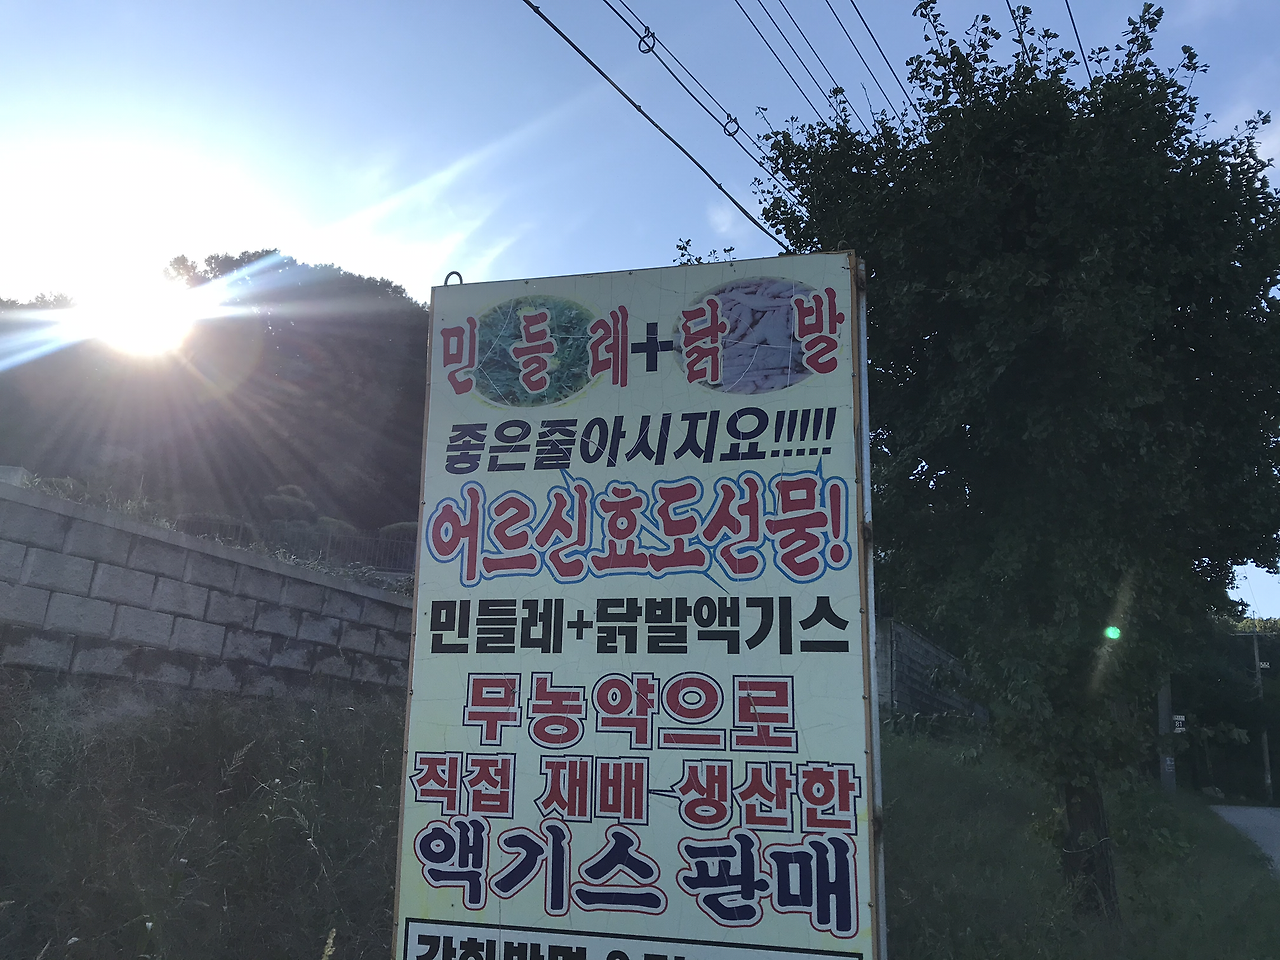 민들레+닭발
좋은줄아시지요!!!!!!
어르신효도선물!
민들레+닭발액기스
무농약으로
직접 재배 생산한
액기스 판매